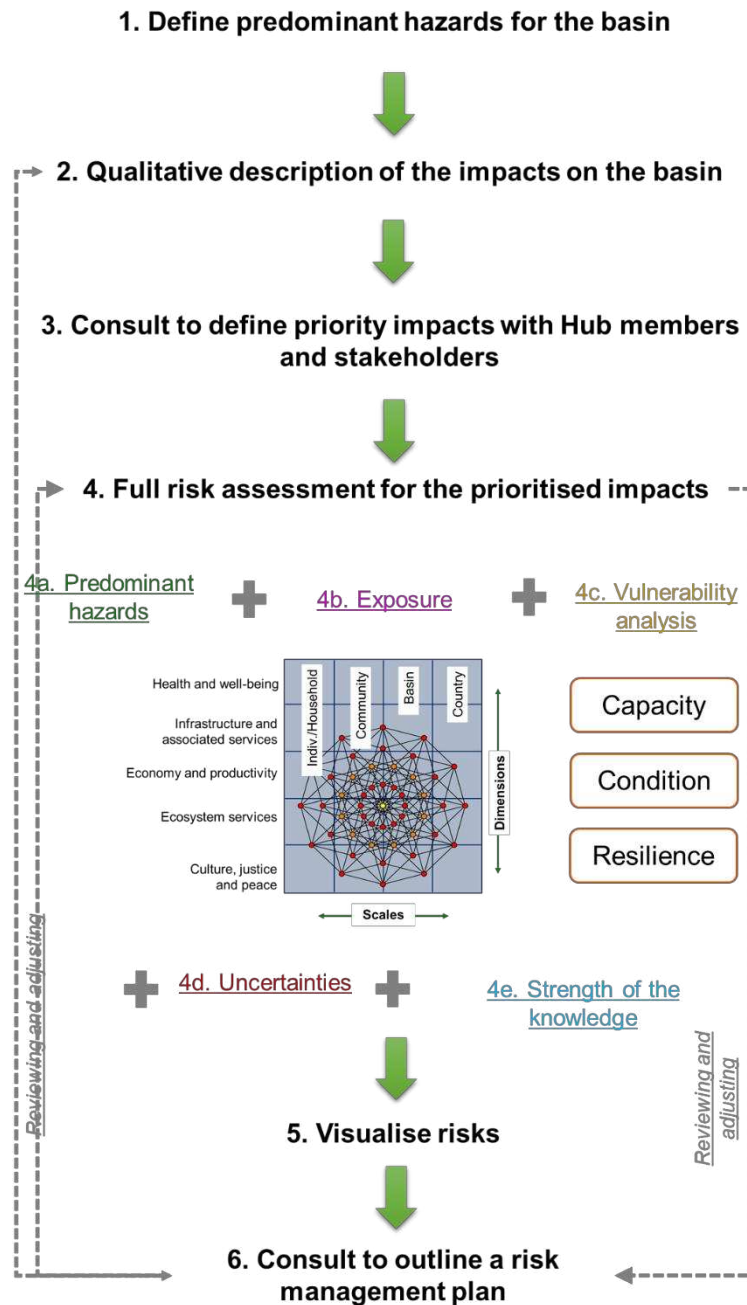 1. Define predominant hazards for the basin
2. Qualitative description of the impacts on the basin
3. Consult to define priority impacts with Hub members
and stakeholders
4. Full risk assessment for the prioritised impacts
4a. Predominant
hazards
4b. Exposure
4c. Vulnerability
analysis
Health and well-being
Infrastructure and
associated services
Economy and productivity
Ecosystem services
Culture, justice
and peace
Indiv./Household
Community
Basin
Country
Dimensions
Scales
Capacity
Condition
Resilience
Reviewing and adjusting
4d. Uncertainties
4e. Strength of the
knowledge
Reviewing and
adjusting
5. Visualise risks
6. Consult to outline a risk
management plan